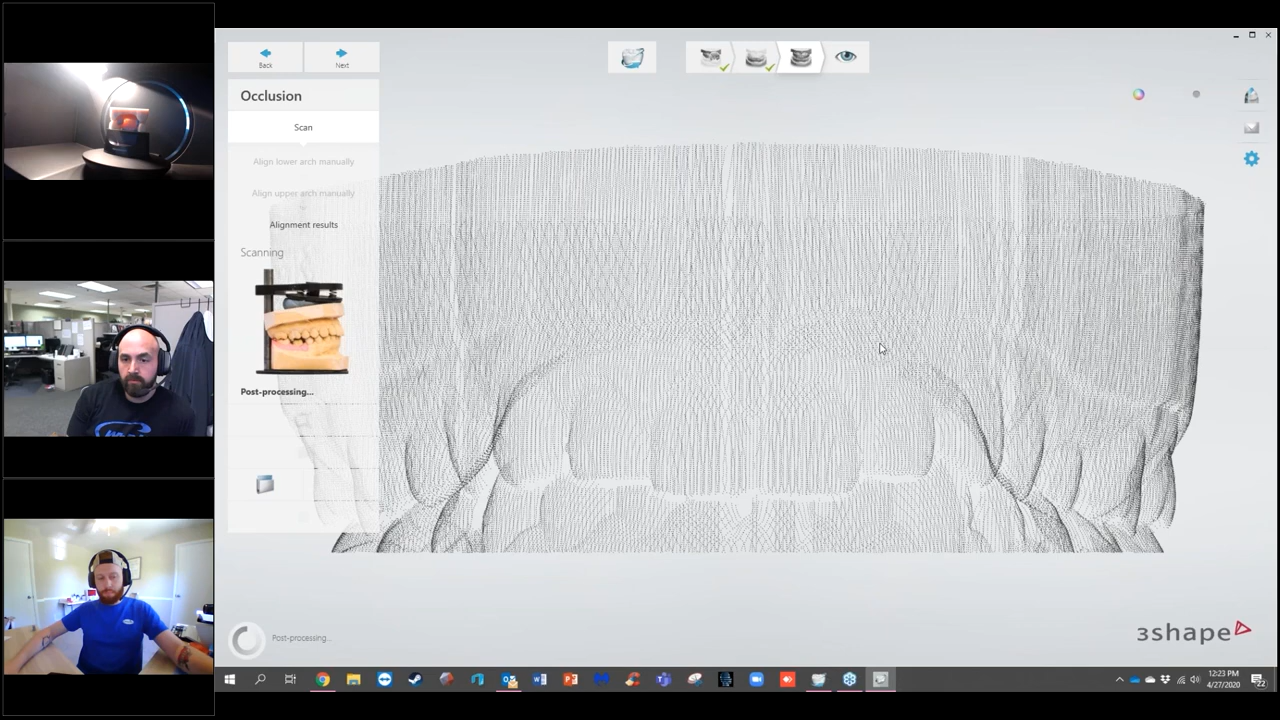 Back
Next
Occlusion
Scan
Align lower arch manually
Align upper arch manually
Alignment results
Scanning
Post-processing...
Post-processing...
3shape
12:23 PM
4/27/2020
22